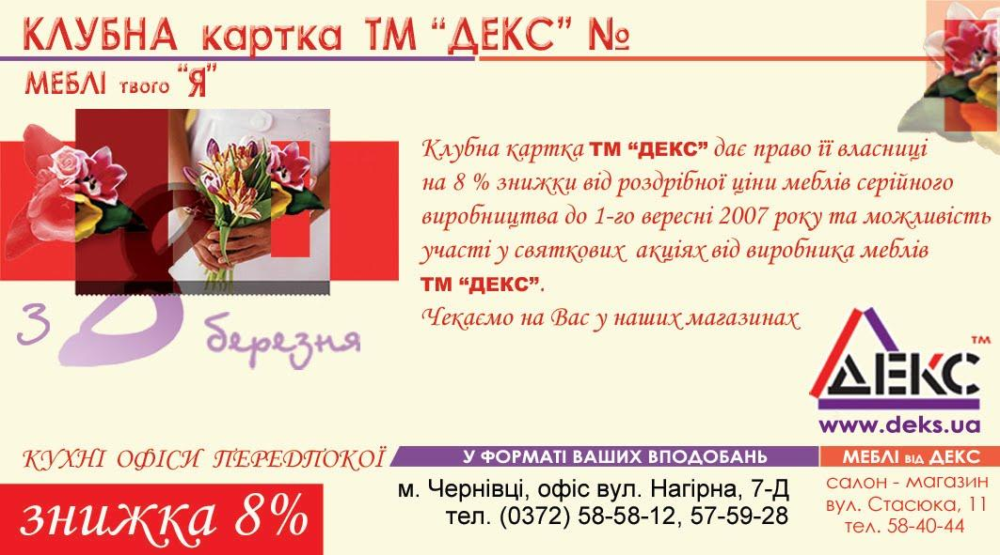 КЛУБНА картка ТМ “ДЕКС” №
МЕБЛІ твого “Я”
Клубна картка ТМ “ДЕКС” дає право її власниці
на 8 % знижки від роздрібної ціни меблів серійного
виробництва до 1-го вересні 2007 року та можливість
участі у святкових акціях від виробника меблів
ТМ “ДЕКС”.
Чекаємо на Вас у наших магазинах
З 8 березня
ДЕКС ™
www.deks.ua
КУХНІ ОФІСИ ПЕРЕДПОКОЇ
У ФОРМАТІ ВАШИХ ВПОДОБАНЬ
МЕБЛІ ВІД ДЕКС
знижка 8%
м. Чернівці, офіс вул. Нагірна, 7-Д
тел. (0372) 58-58-12, 57-59-28
салон - магазин
вул. Стасюка, 11
тел. 58-40-44